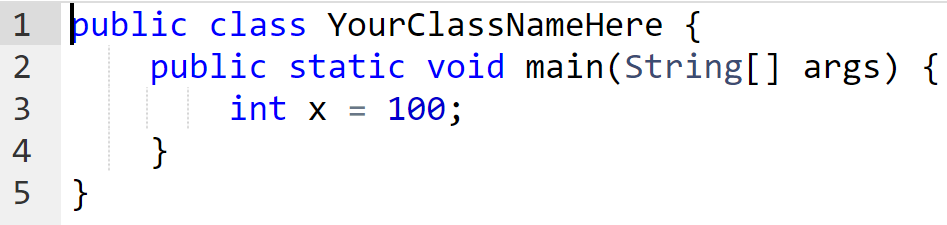 1 public class YourClassNameHere {
2     public static void main(String[] args) {
3         int x = 100;
4     }
5 }